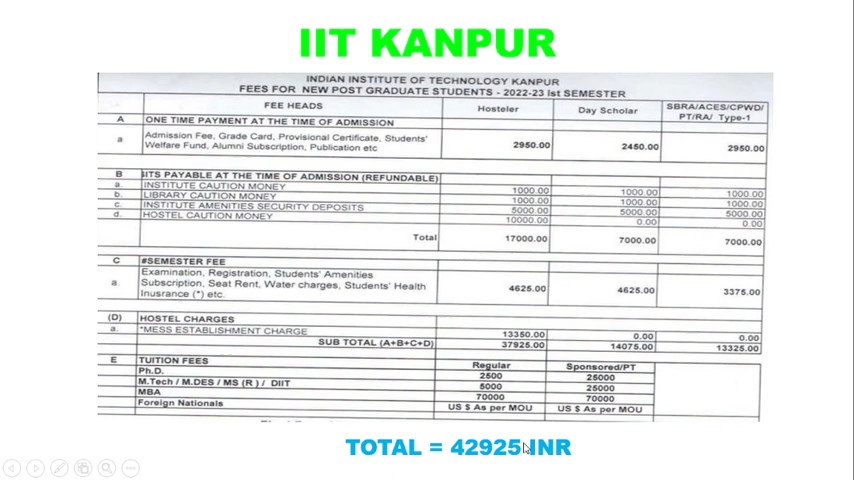 IIT KANPUR
INDIAN INSTITUTE OF TECHNOLOGY KANPUR
FEES FOR NEW POST GRADUATE STUDENTS - 2022-23 Ist SEMESTER
FEE HEADS Hosteler Day Scholar SBRA/ACES/CPWD/
PT/RA/ Type-1
A ONE TIME PAYMENT AT THE TIME OF ADMISSION
a Admission Fee, Grade Card, Provisional Certificate, Students'
Welfare Fund, Alumni Subscription, Publication etc 2950.00 2450.00 2950.00
B SITS PAYABLE AT THE TIME OF ADMISSION (REFUNDABLE)
a. INSTITUTE CAUTION MONEY 1000.00 1000.00 1000.00
b. LIBRARY CAUTION MONEY 1000.00 1000.00 1000.00
c. INSTITUTE AMENITIES SECURITY DEPOSITS 5000.00 5000.00 5000.00
d. HOSTEL CAUTION MONEY 10000.00 0.00 0.00
Total 17000.00 7000.00 7000.00
C #SEMESTER FEE
Examination, Registration, Students' Amenities
a. Subscription, Seat Rent, Water charges, Students' Health 4625.00 4625.00 3375.00
Inusrance (*) etc.
(D) HOSTEL CHARGES
a. *MESS ESTABLISHMENT CHARGE 13350.00 0.00 0.00
SUB TOTAL (A+B+C+D) 37925.00 14075.00 13325.00
E TUITION FEES Regular Sponsored/PT
Ph.D. 2500 25000
M.Tech / M.DES / MS (R ) / DIIT 5000 25000
MBA 70000 70000
Foreign Nationals US $ As per MOU US $ As per MOU
TOTAL = 42925 INR